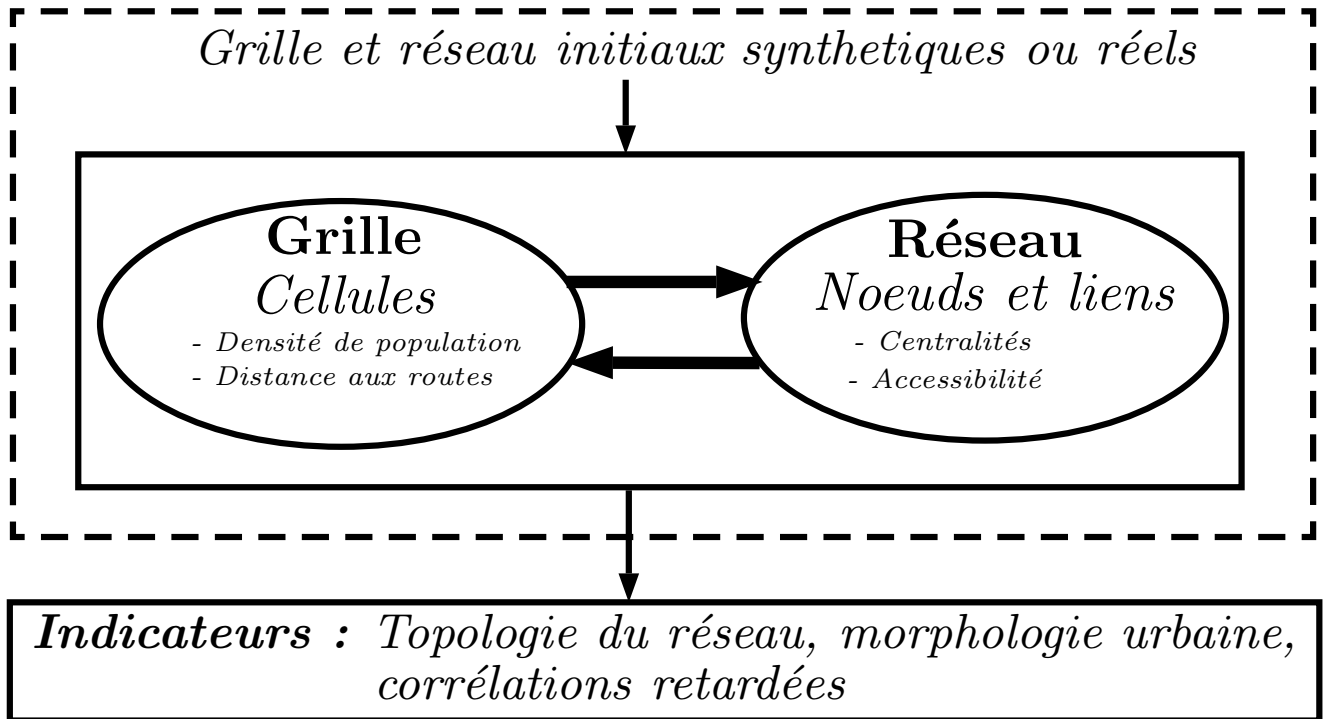 Grille et réseau initiaux synthetiques ou réels
Grille
Cellules
- Densité de population
- Distance aux routes
Réseau
Noeuds et liens
- Centralités
- Accessibilité
Indicateurs : Topologie du réseau, morphologie urbaine,
corrélations retardées